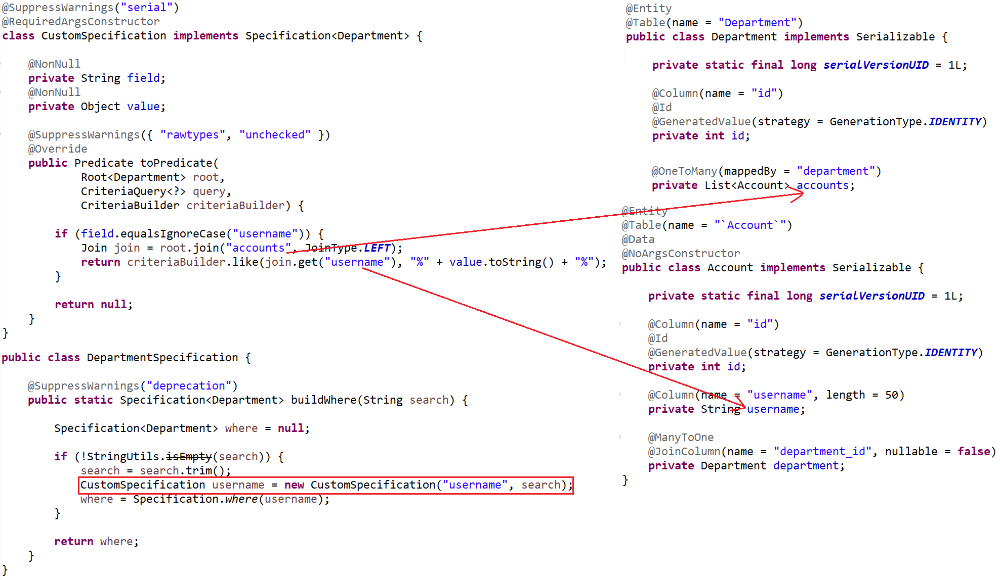 @SuppressWarnings("serial")
@RequiredArgsConstructor
class CustomSpecification implements Specification<Department> {
    @NonNull
    private String field;
    @NonNull
    private Object value;
    @SuppressWarnings({ "rawtypes", "unchecked" })
    @Override
    public Predicate toPredicate(
            Root<Department> root,
            CriteriaQuery<?> query,
            CriteriaBuilder criteriaBuilder) {
        if (field.equalsIgnoreCase("username")) {
            Join join = root.join("accounts", JoinType.LEFT);
            return criteriaBuilder.like(join.get("username"), "%" + value.toString() + "%");
        }
        return null;
    }
}
public class DepartmentSpecification {
    @SuppressWarnings("deprecation")
    public static Specification<Department> buildWhere(String search) {
        Specification<Department> where = null;
        if (!StringUtils.isEmpty(search)) {
            search = search.trim();
            CustomSpecification username = new CustomSpecification("username", search);
            where = Specification.where(username);
        }
        return where;
    }
}
@Entity
@Table(name = "Department")
public class Department implements Serializable {
    private static final long serialVersionUID = 1L;
    @Column(name = "id")
    @Id
    @GeneratedValue(strategy = GenerationType.IDENTITY)
    private int id;
    @OneToMany(mappedBy = "department")
    private List<Account> accounts;
@Entity
@Table(name = "`Account`")
@Data
@NoArgsConstructor
public class Account implements Serializable {
    private static final long serialVersionUID = 1L;
    @Column(name = "id")
    @Id
    @GeneratedValue(strategy = GenerationType.IDENTITY)
    private int id;
    @Column(name = "username", length = 50)
    private String username;
    @ManyToOne
    @JoinColumn(name = "department_id", nullable = false)
    private Department department;
}